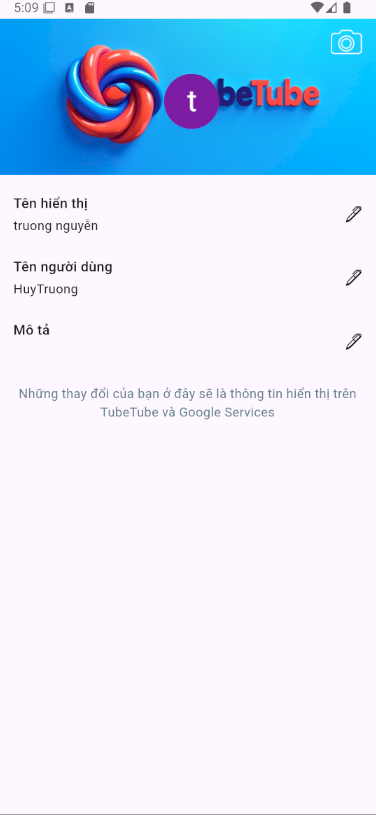 5:09
t
beTube
Tên hiển thị
truong nguyễn
Tên người dùng
HuyTruong
Mô tả
Những thay đổi của bạn ở đây sẽ là thông tin hiển thị trên
TubeTube và Google Services